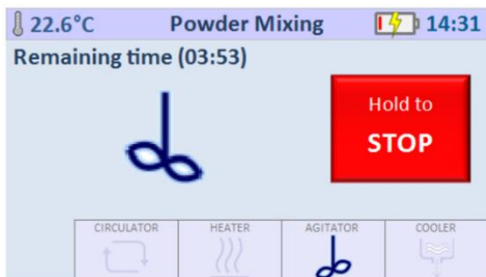 22.6°C Powder Mixing 14:31
Remaining time (03:53)
Hold to
STOP
CIRCULATOR HEATER AGITATOR COOLER